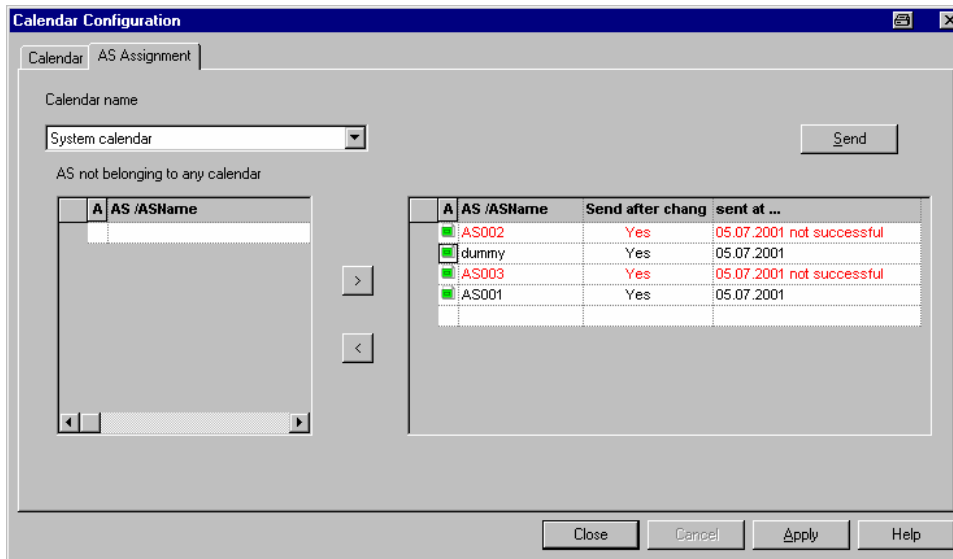 Calendar Configuration
Calendar AS Assignment
Calendar name
System calendar
Send
AS not belonging to any calendar
A AS /ASName
A AS /ASName Send after chang sent at ...
AS002 Yes 05.07.2001 not successful
dummy Yes 05.07.2001
>
AS003 Yes 05.07.2001 not successful
AS001 Yes 05.07.2001
<
Close Cancel Apply Help